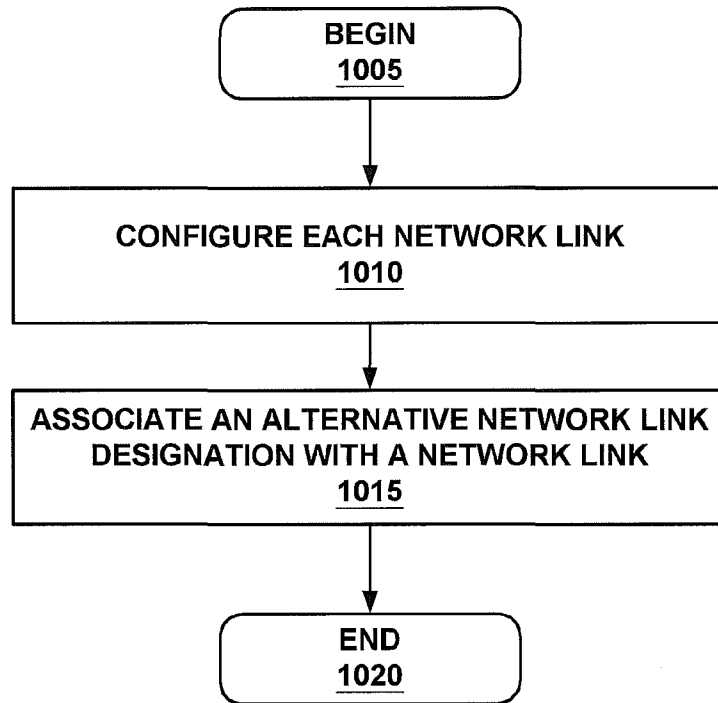 BEGIN
1005
CONFIGURE EACH NETWORK LINK
1010
ASSOCIATE AN ALTERNATIVE NETWORK LINK
DESIGNATION WITH A NETWORK LINK
1015
END
1020